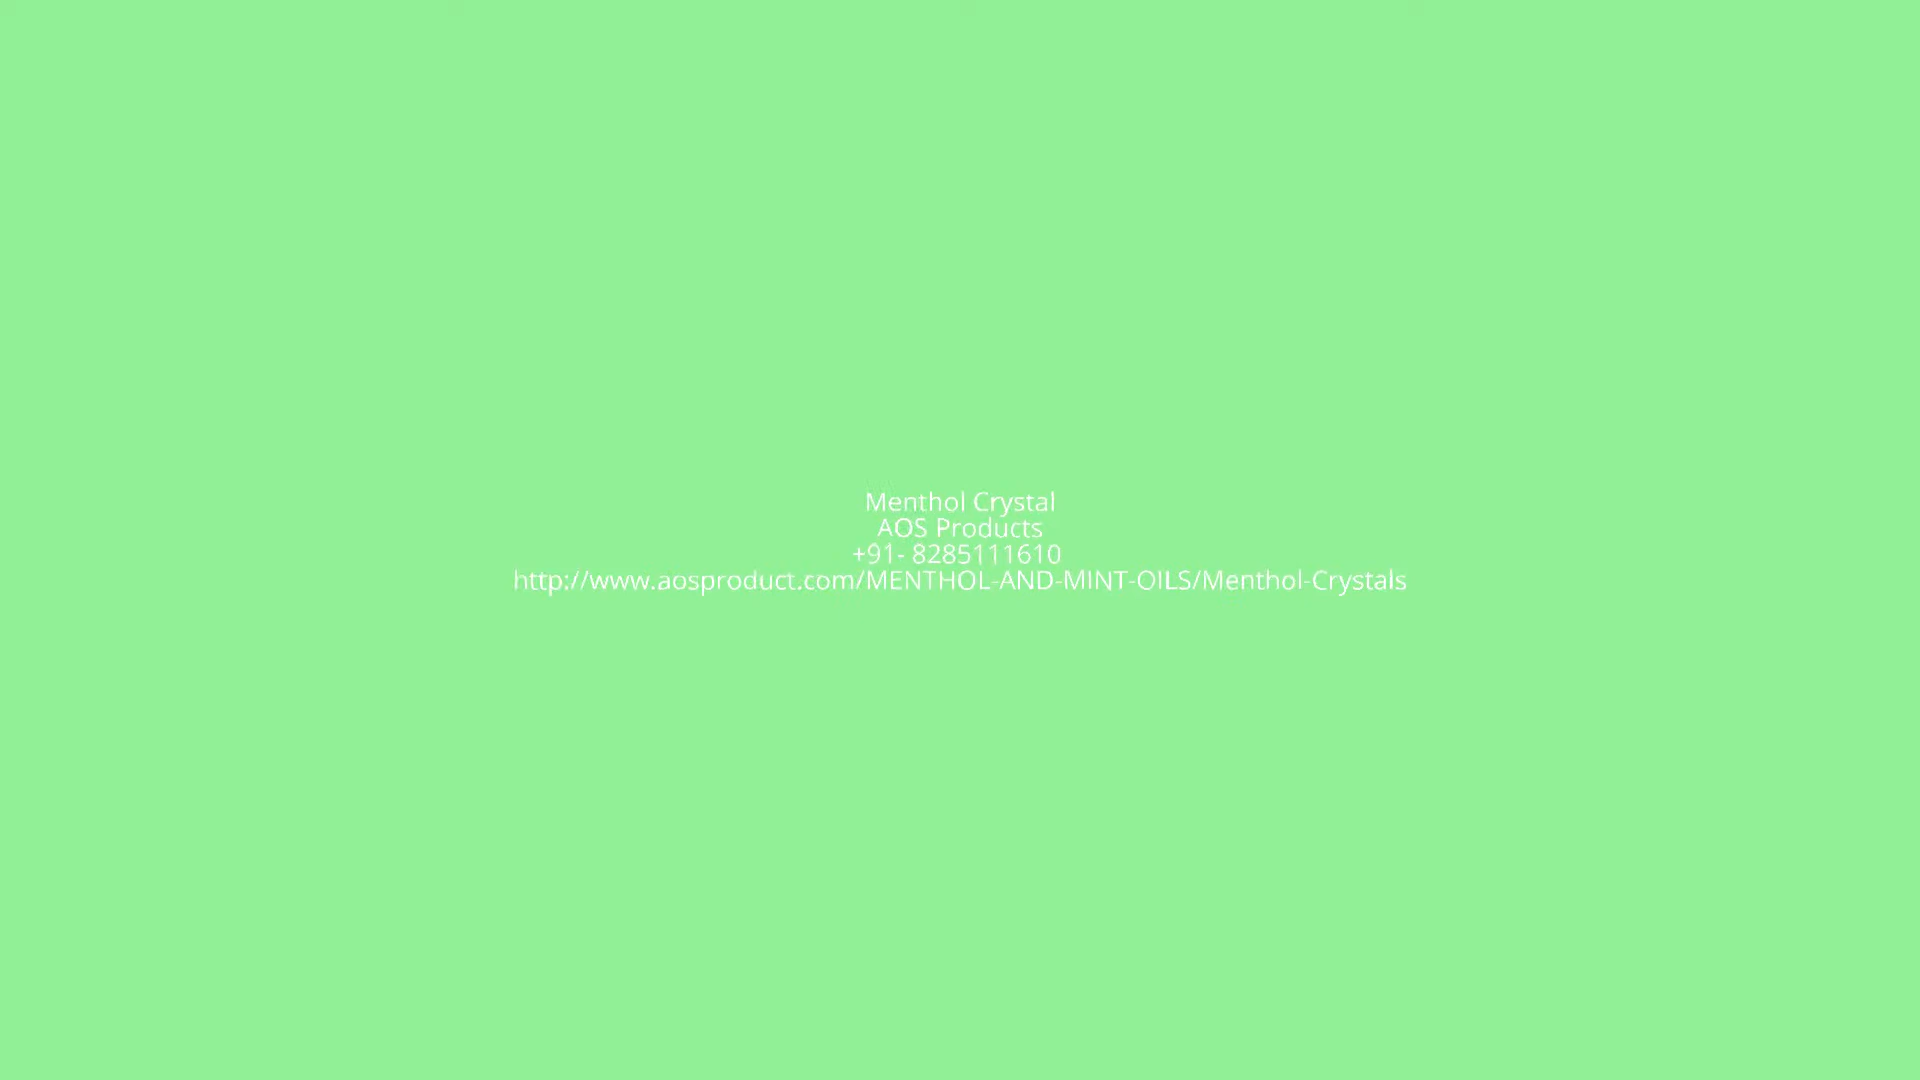 Menthol Crystal
AOS Products
+91- 8285111610
http://www.aosproduct.com/MENTHOL-AND-MINT-OILS/Menthol-Crystals